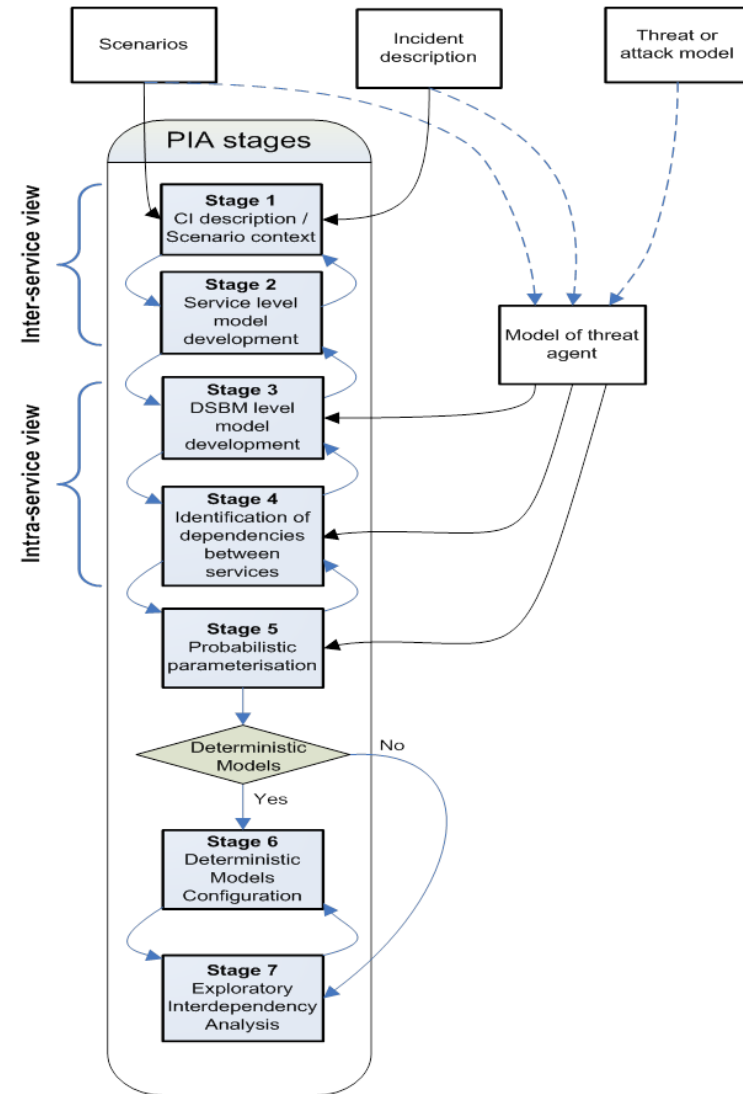 Scenarios
Incident
description
Threat or
attack model
PIA stages
Stage 1
CI description /
Scenario context
Stage 2
Service level
model
development
Inter-service view
Model of threat
agent
Stage 3
DSBM level
model
development
Stage 4
Identification of
dependencies
between
services
Intra-service view
Stage 5
Probabilistic
parameterisation
Deterministic
Models
No
Yes
Stage 6
Deterministic
Models
Configuration
Stage 7
Exploratory
Interdependency
Analysis